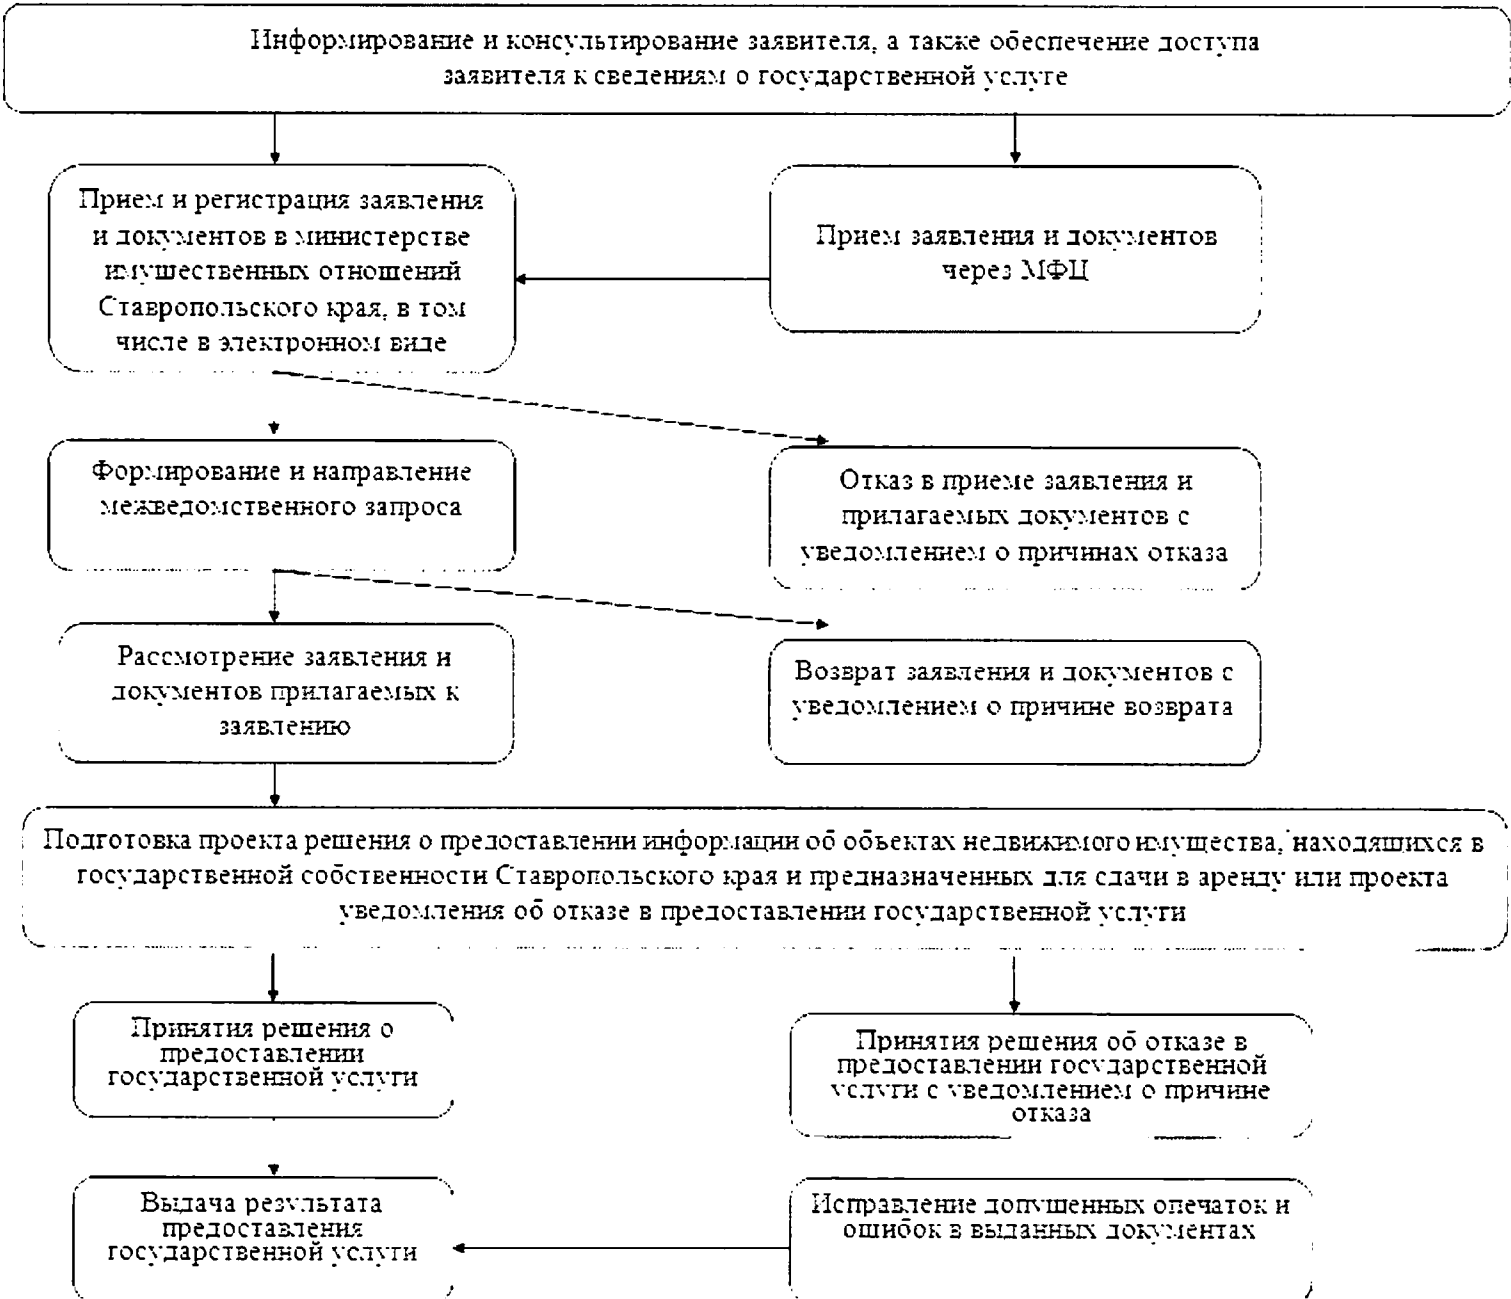 Информирование и консультирование заявителя, а также обеспечение доступа
заявителя к сведениям о государственной услуге
Прием и регистрация заявления
и документов в министерстве
имущественных отношений
Ставропольского края, в том
числе в электронном виде
Прием заявления и документов
через МФЦ
Формирование и направление
межведомственного запроса
Отказ в приеме заявления и
прилагаемых документов с
уведомлением о причинах отказа
Рассмотрение заявления и
документов прилагаемых к
заявлению
Возврат заявления и документов с
уведомлением о причине возврата
Подготовка проекта решения о предоставлении информации об объектах недвижимого имущества, находящихся в
государственной собственности Ставропольского края и предназначенных для сдачи в аренду или проекта
уведомления об отказе в предоставлении государственной услуги
Принятия решения о
предоставлении
государственной услуги
Принятия решения об отказе в
предоставлении государственной
услуги с уведомлением о причине
отказа
Выдача результата
предоставления
государственной услуги
Исправление допущенных опечаток и
ошибок в выданных документах